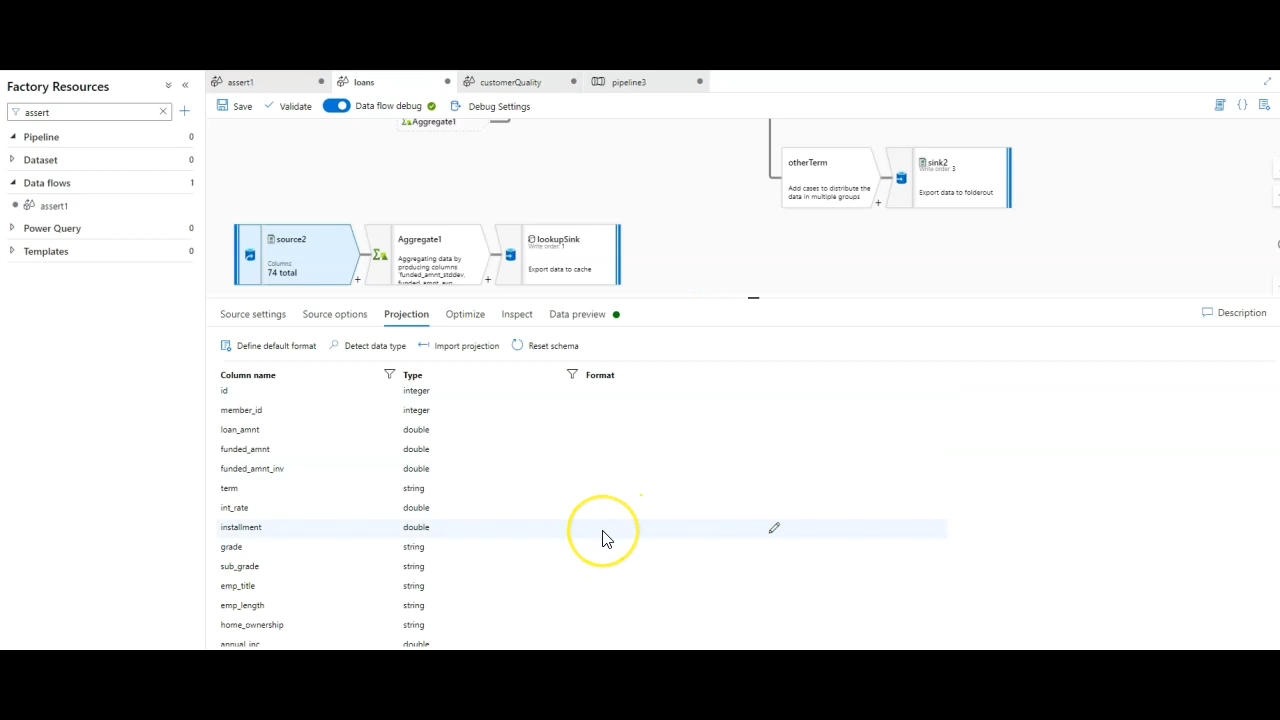 Factory Resources
assert
Pipeline 0
Dataset 0
Data flows 1
assert1
Power Query 0
Templates 0
assert1 loans customerQuality pipeline3
Save Validate Data flow debug Debug Settings
Aggregate1
otherTerm
Add cases to distribute the
data in multiple groups
sink2
Write order: 3
Export data to folderout
source2
Columns:
74 total
Aggregate1
Aggregating data by
producing columns
'funded_amnt_stddev,
funded_amnt_avg,
lookupSink
Write order: 1
Export data to cache
Source settings Source options Projection Optimize Inspect Data preview Description
Define default format Detect data type Import projection Reset schema
Column name Type Format
id integer
member_id integer
loan_amnt double
funded_amnt double
funded_amnt_inv double
term string
int_rate double
installment double
grade string
sub_grade string
emp_title string
emp_length string
home_ownership string
annual_inc double